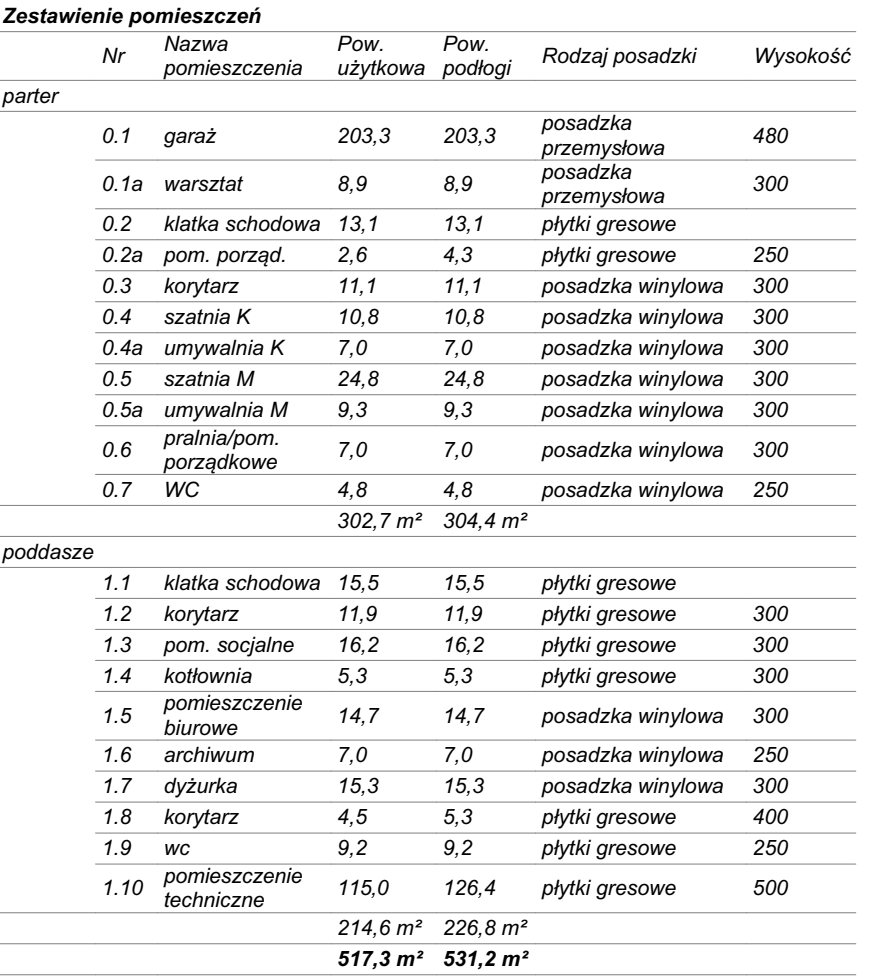 Zestawienie pomieszczeń
Nr Nazwa pomieszczenia Pow. użytkowa Pow. podłogi Rodzaj posadzki Wysokość
parter
0.1 garaż 203,3 203,3 posadzka przemysłowa 480
0.1a warsztat 8,9 8,9 posadzka przemysłowa 300
0.2 klatka schodowa 13,1 13,1 płytki gresowe
0.2a pom. porząd. 2,6 4,3 płytki gresowe 250
0.3 korytarz 11,1 11,1 posadzka winylowa 300
0.4 szatnia K 10,8 10,8 posadzka winylowa 300
0.4a umywalnia K 7,0 7,0 posadzka winylowa 300
0.5 szatnia M 24,8 24,8 posadzka winylowa 300
0.5a umywalnia M 9,3 9,3 posadzka winylowa 300
0.6 pralnia/pom. porządkowe 7,0 7,0 posadzka winylowa 300
0.7 WC 4,8 4,8 posadzka winylowa 250
302,7 m² 304,4 m²
poddasze
1.1 klatka schodowa 15,5 15,5 płytki gresowe
1.2 korytarz 11,9 11,9 płytki gresowe 300
1.3 pom. socjalne 16,2 16,2 płytki gresowe 300
1.4 kotłownia 5,3 5,3 płytki gresowe 300
1.5 pomieszczenie biurowe 14,7 14,7 posadzka winylowa 300
1.6 archiwum 7,0 7,0 posadzka winylowa 250
1.7 dyżurka 15,3 15,3 posadzka winylowa 300
1.8 korytarz 4,5 5,3 płytki gresowe 400
1.9 wc 9,2 9,2 płytki gresowe 250
1.10 pomieszczenie techniczne 115,0 126,4 płytki gresowe 500
214,6 m² 226,8 m²
517,3 m² 531,2 m²